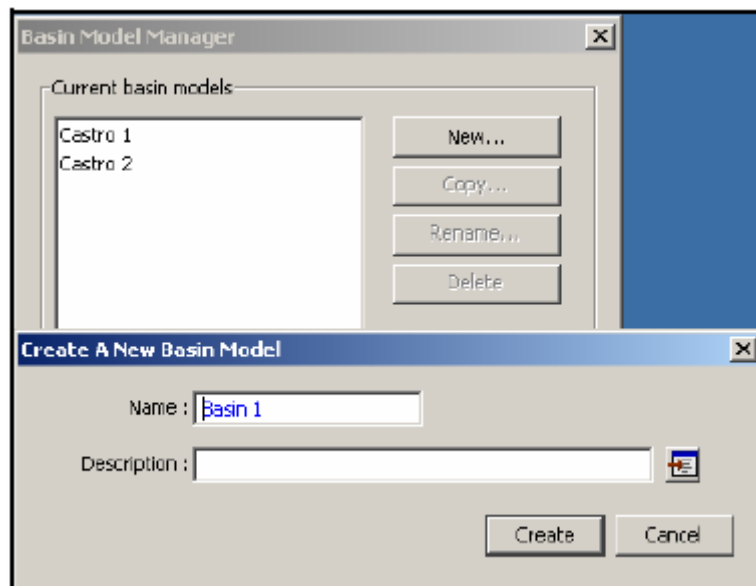 Basin Model Manager
Current basin models
Castro 1
Castro 2
New...
Copy...
Rename...
Delete
Create A New Basin Model
Name : Basin 1
Description :
Create Cancel